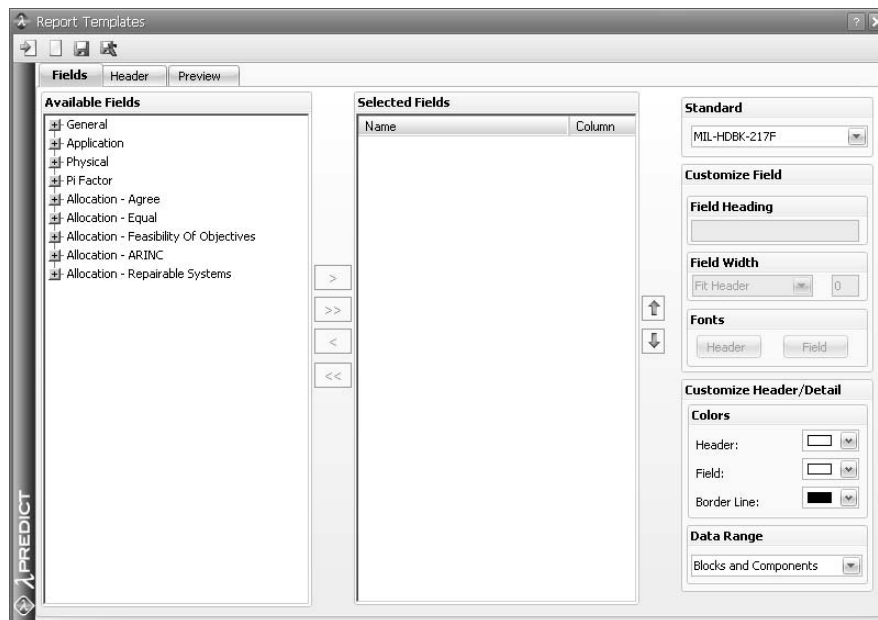 Report Templates
Fields
Header
Preview
Available Fields
General
Application
Physical
Pi Factor
Allocation - Agree
Allocation - Equal
Allocation - Feasibility Of Objectives
Allocation - ARINC
Allocation - Repairable Systems
>
>>
<
<<
Selected Fields
Name Column
Standard
MIL-HDBK-217F
Customize Field
Field Heading
Field Width
Fit Header 0
Fonts
Header Field
Customize Header/Detail
Colors
Header:
Field:
Border Line:
Data Range
Blocks and Components
λ PREDICT